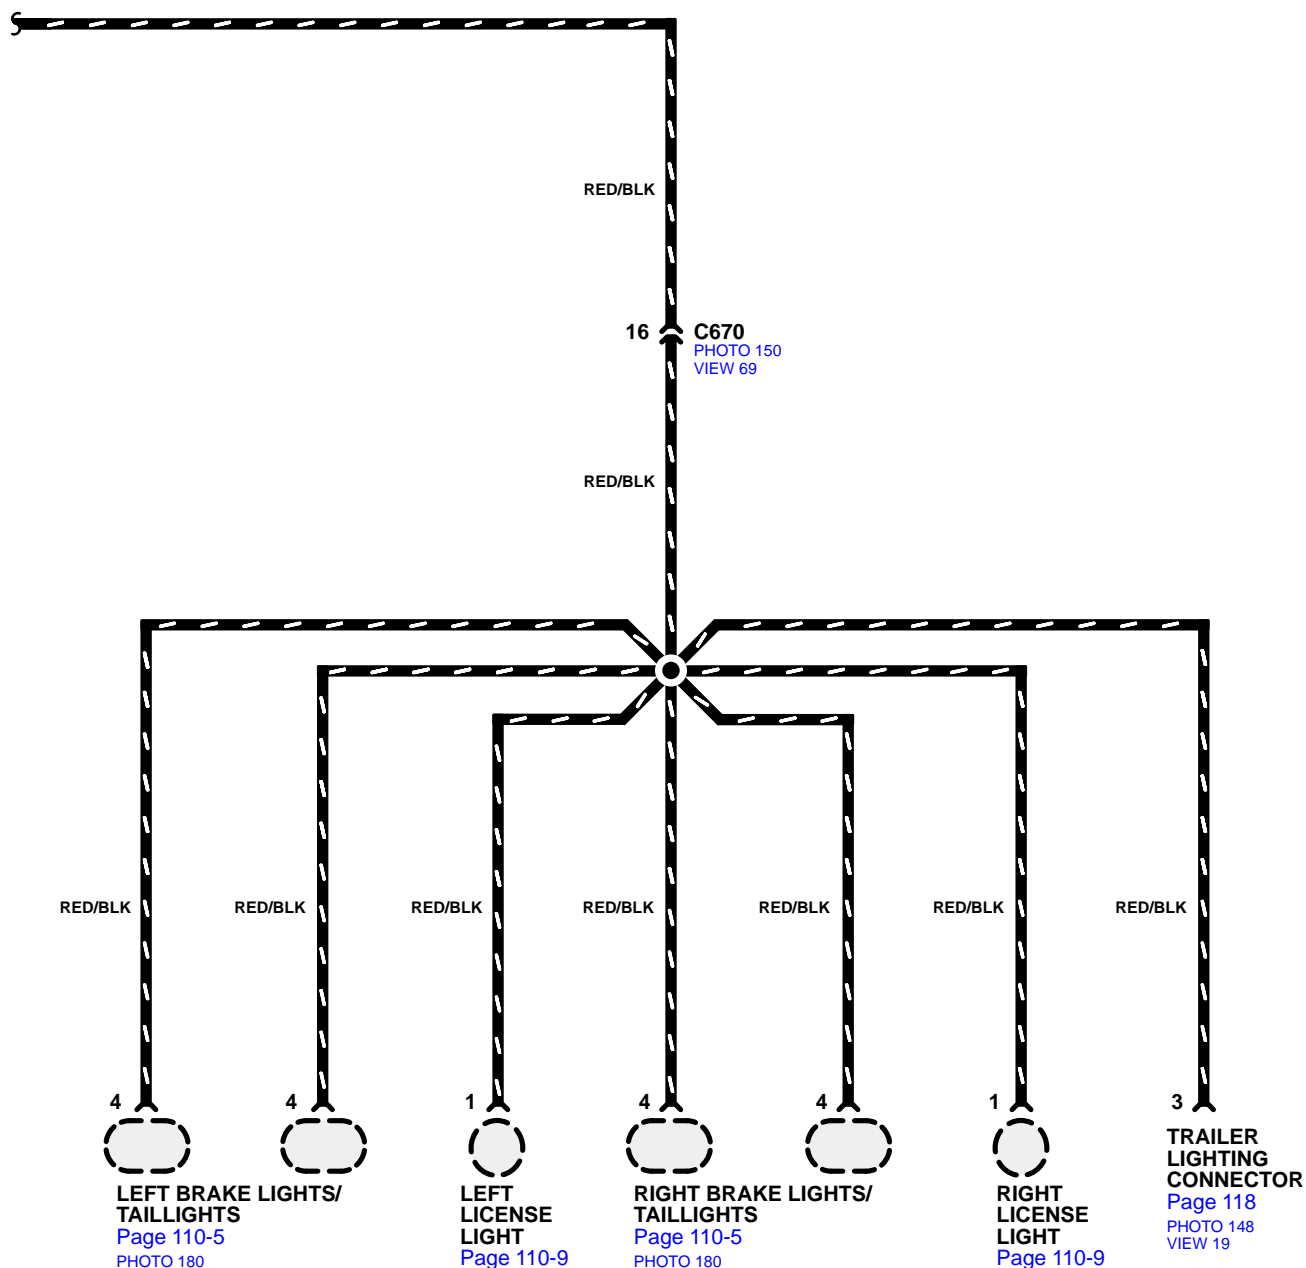 RED/BLK
16 C670
PHOTO 150
VIEW 69
RED/BLK
RED/BLK RED/BLK RED/BLK RED/BLK RED/BLK RED/BLK RED/BLK
4 4 1 4 4 1 3
LEFT BRAKE LIGHTS/
TAILLIGHTS
Page 110-5
PHOTO 180
LEFT
LICENSE
LIGHT
Page 110-9
RIGHT BRAKE LIGHTS/
TAILLIGHTS
Page 110-5
PHOTO 180
RIGHT
LICENSE
LIGHT
Page 110-9
TRAILER
LIGHTING
CONNECTOR
Page 118
PHOTO 148
VIEW 19